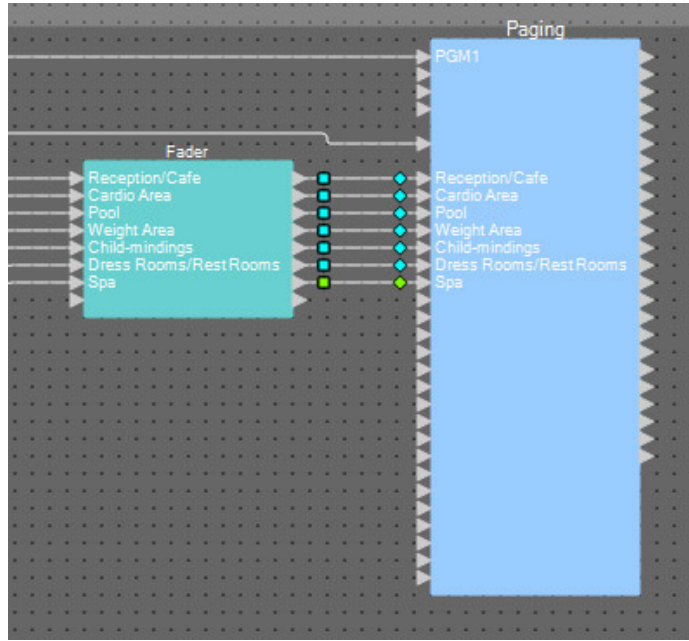 Paging
PGM1
Fader
Reception/Cafe
Cardio Area
Pool
Weight Area
Child-mindings
Dress Rooms/Rest Rooms
Spa
Reception/Cafe
Cardio Area
Pool
Weight Area
Child-mindings
Dress Rooms/Rest Rooms
Spa